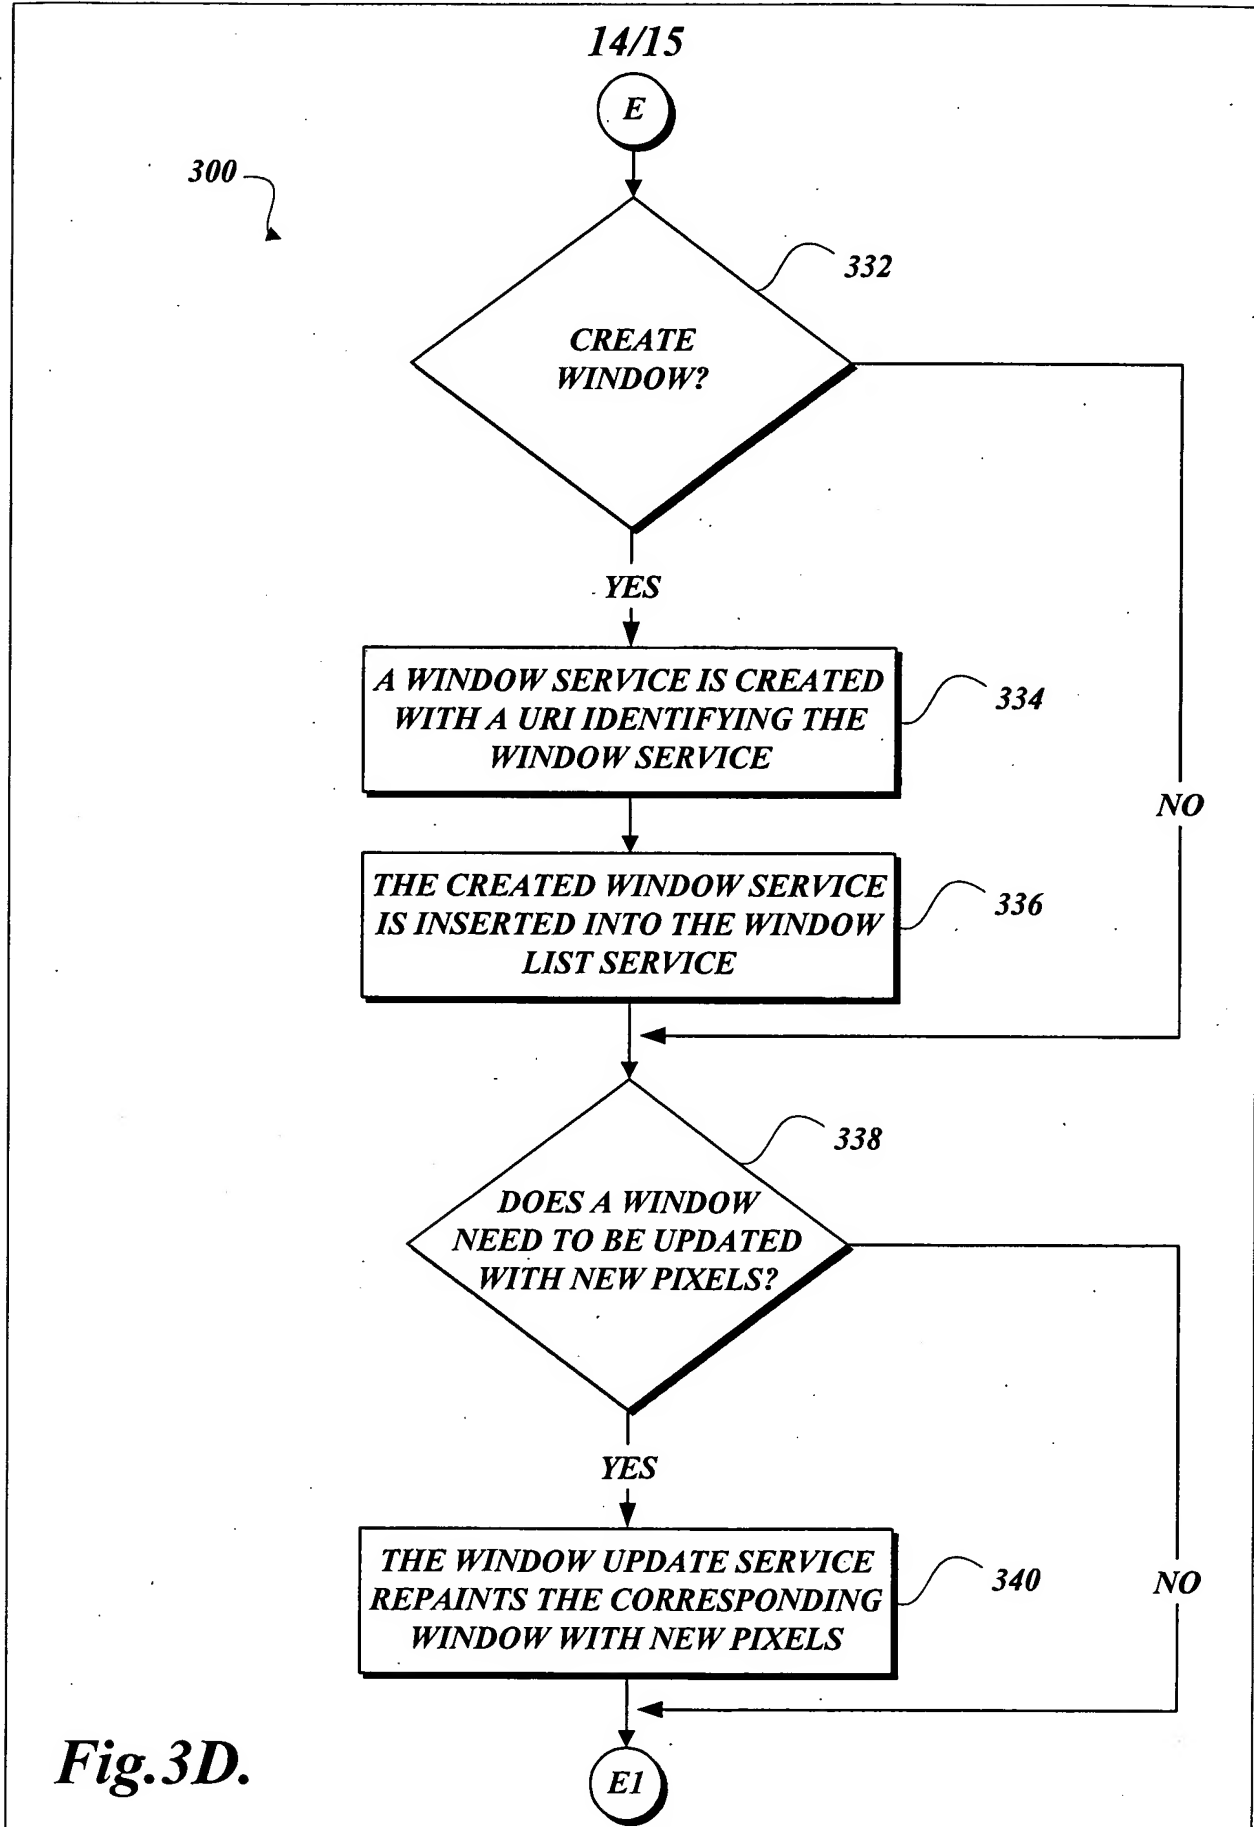 14/15
E
300
332
CREATE
WINDOW?
YES
A WINDOW SERVICE IS CREATED
WITH A URI IDENTIFYING THE
WINDOW SERVICE
334
NO
THE CREATED WINDOW SERVICE
IS INSERTED INTO THE WINDOW
LIST SERVICE
336
338
DOES A WINDOW
NEED TO BE UPDATED
WITH NEW PIXELS?
YES
THE WINDOW UPDATE SERVICE
REPAINTS THE CORRESPONDING
WINDOW WITH NEW PIXELS
340
NO
Fig.3D.
E1